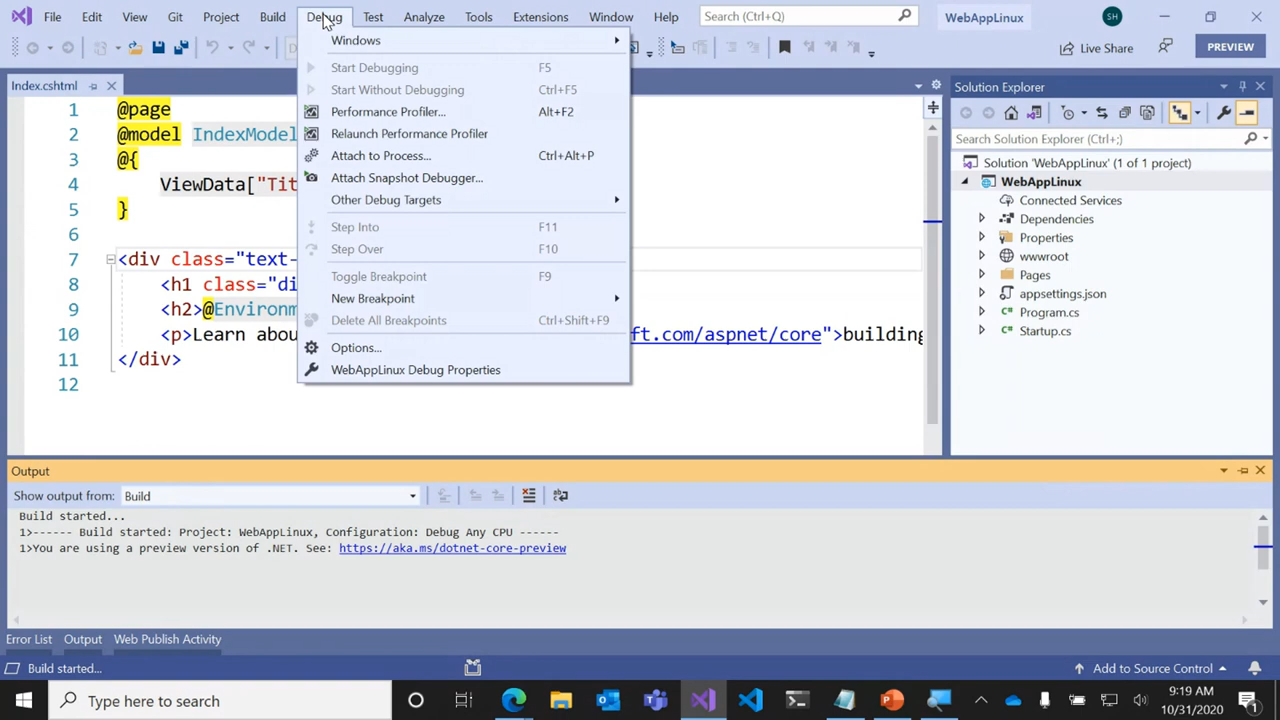 File Edit View Git Project Build Debug Test Analyze Tools Extensions Window Help Search (Ctrl+Q) WebAppLinux SH
Live Share PREVIEW
Windows
Start Debugging F5
Start Without Debugging Ctrl+F5
Performance Profiler... Alt+F2
Relaunch Performance Profiler
Attach to Process... Ctrl+Alt+P
Attach Snapshot Debugger...
Other Debug Targets
Step Into F11
Step Over F10
Toggle Breakpoint F9
New Breakpoint
Delete All Breakpoints Ctrl+Shift+F9
Options...
WebAppLinux Debug Properties
Index.cshtml
1 @page
2 @model IndexModel
3 @{
4 ViewData["Tit
5 }
6
7 <div class="text-
8 <h1 class="di
9 <h2>@Environm
10 <p>Learn abou ft.com/aspnet/core">building
11 </div>
12
Solution Explorer
Search Solution Explorer (Ctrl+;)
Solution 'WebAppLinux' (1 of 1 project)
WebAppLinux
Connected Services
Dependencies
Properties
wwwroot
Pages
appsettings.json
Program.cs
Startup.cs
Output
Show output from: Build
Build started...
1>------ Build started: Project: WebAppLinux, Configuration: Debug Any CPU ------
1>You are using a preview version of .NET. See: https://aka.ms/dotnet-core-preview
Error List Output Web Publish Activity
Build started... Add to Source Control
Type here to search
9:19 AM
10/31/2020
1